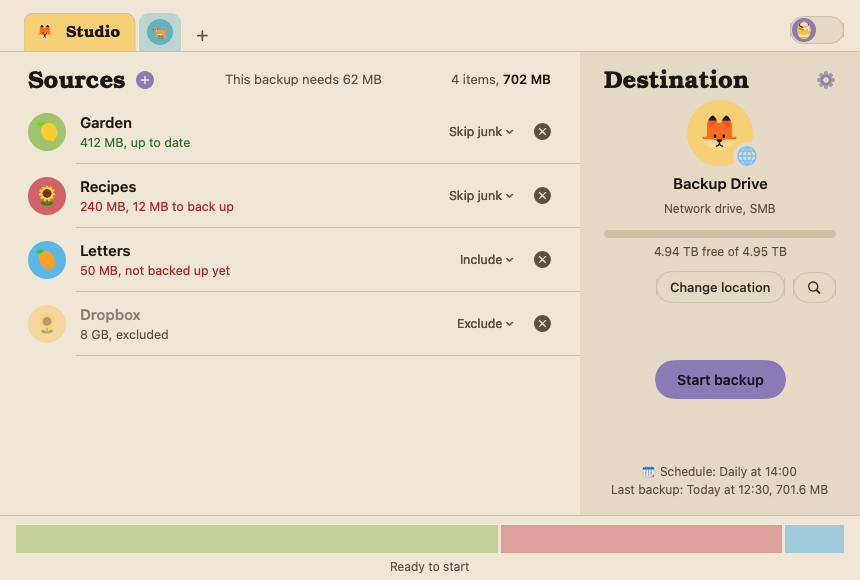 Studio
+
Sources
This backup needs 62 MB
4 items, 702 MB
Garden
412 MB, up to date
Skip junk
Recipes
240 MB, 12 MB to back up
Skip junk
Letters
50 MB, not backed up yet
Include
Dropbox
8 GB, excluded
Exclude
Destination
Backup Drive
Network drive, SMB
4.94 TB free of 4.95 TB
Change location
Start backup
Schedule: Daily at 14:00
Last backup: Today at 12:30, 701.6 MB
Ready to start